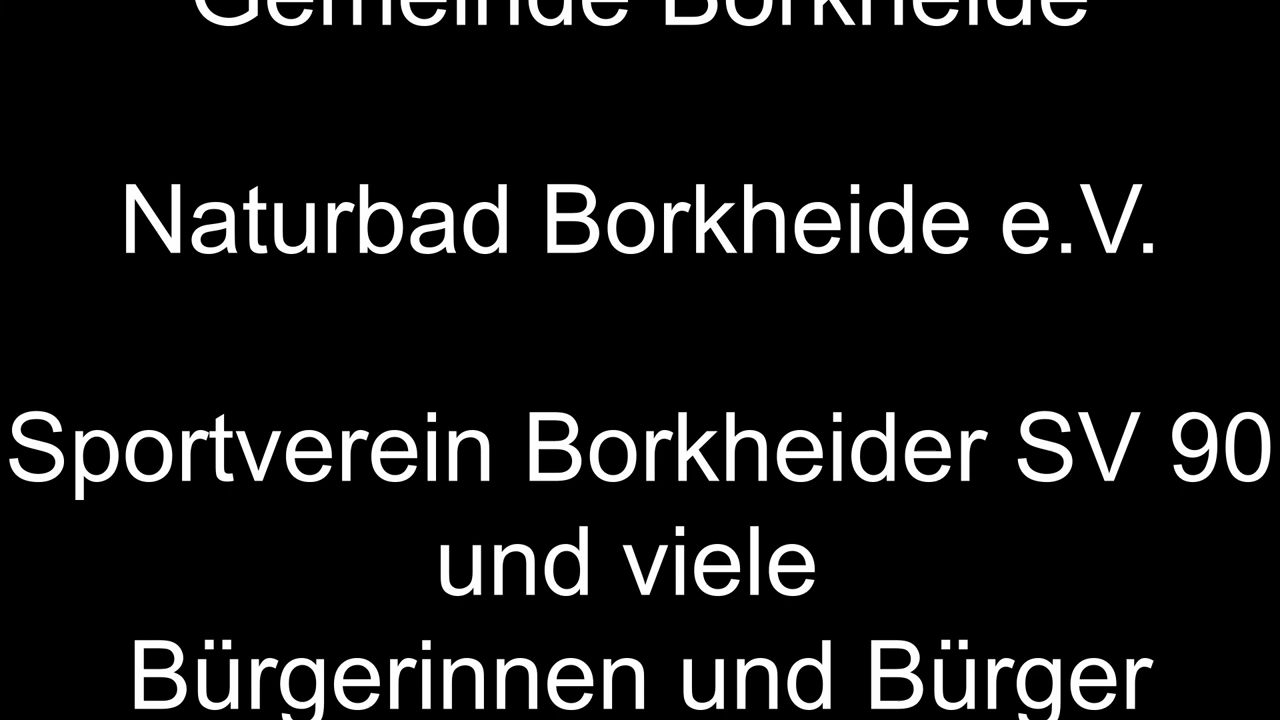 Gemeinde Borkheide
Naturbad Borkheide e.V.
Sportverein Borkheider SV 90
und viele
Bürgerinnen und Bürger